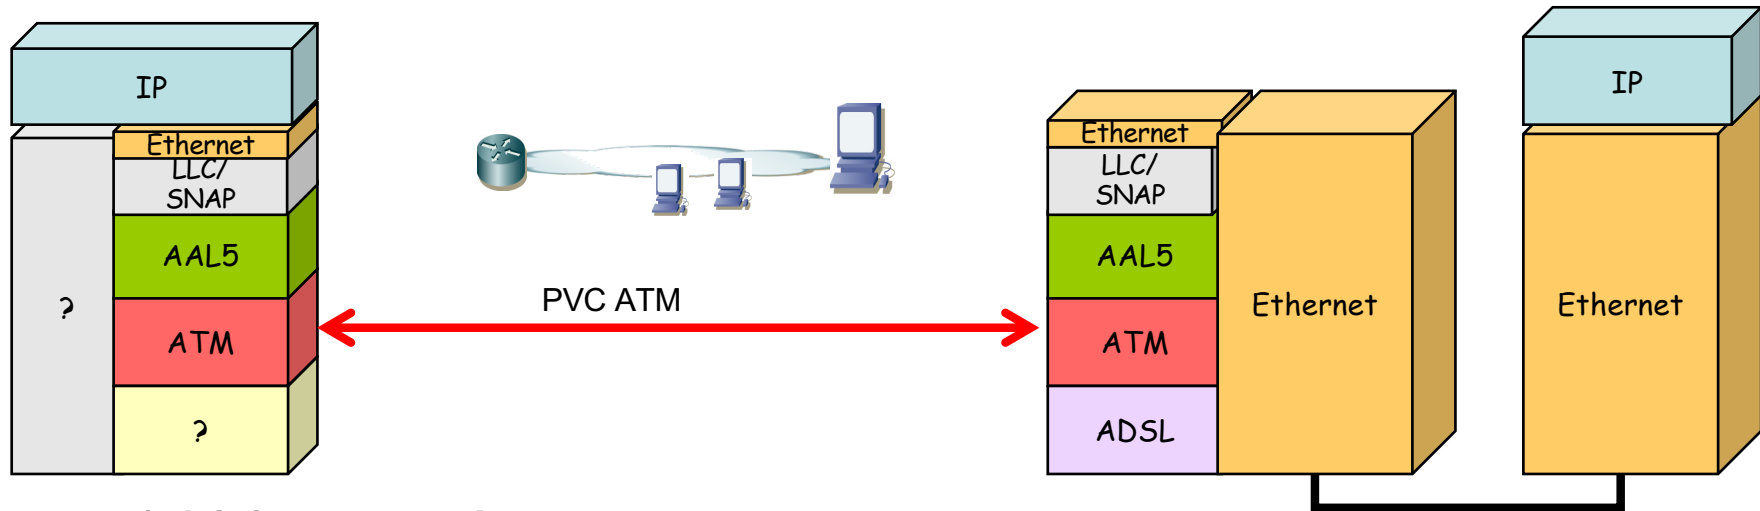 IP
Ethernet
LLC/
SNAP
AAL5
ATM
?
?
PVC ATM
Ethernet
LLC/
SNAP
AAL5
ATM
ADSL
Ethernet
IP
Ethernet